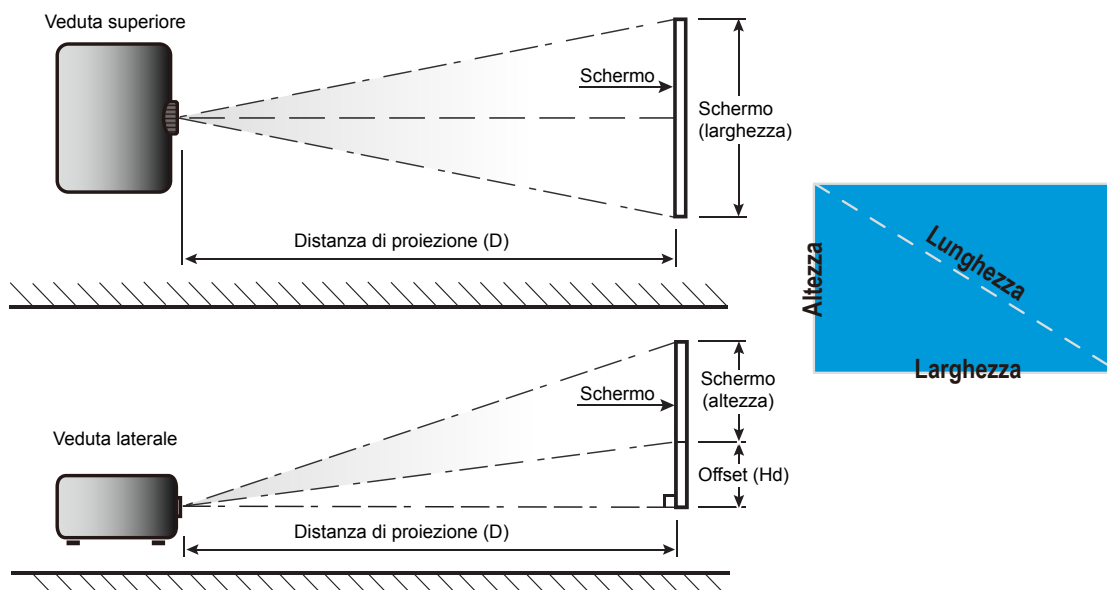 Veduta superiore
Schermo
Schermo
(larghezza)
Distanza di proiezione (D)
Altezza
Lunghezza
Larghezza
Schermo
(altezza)
Schermo
Veduta laterale
Offset (Hd)
Distanza di proiezione (D)